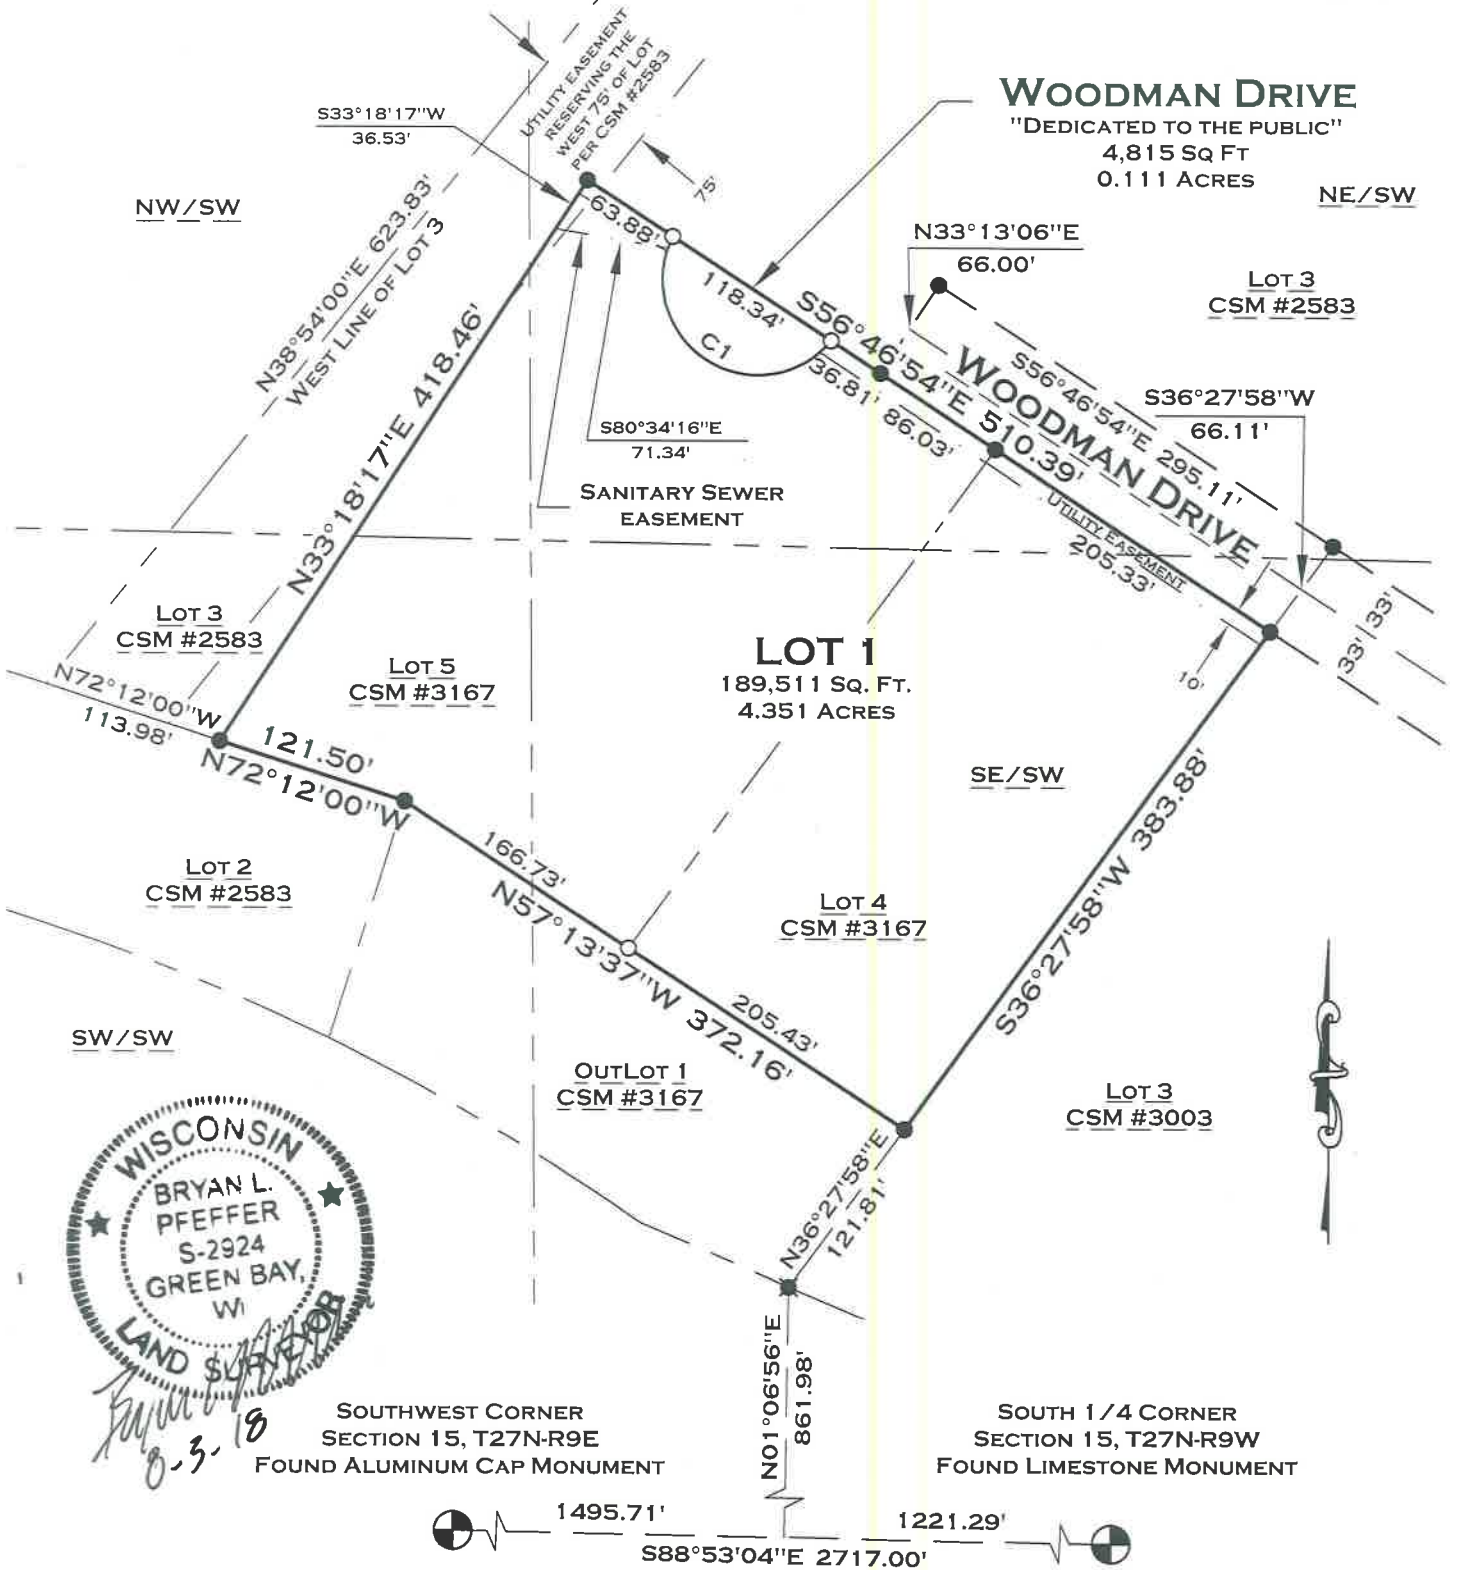 UTILITY EASEMENT
RESERVING THE
WEST 75' OF LOT
PER CSM #2583
S33°18'17"W
36.53'
WOODMAN DRIVE
"DEDICATED TO THE PUBLIC"
4,815 SQ FT
0.111 ACRES
NW/SW
NE/SW
75'
63.88'
N33°13'06"E
66.00'
LOT 3
CSM #2583
N38°54'00"E 623.83'
WEST LINE OF LOT 3
118.34'
C1
S56°46'54"E 510.39'
36.81'
86.03'
WOODMAN DRIVE
S56°46'54"E 295.11'
S36°27'58"W
66.11'
N33°18'17"E 418.46'
S80°34'16"E
71.34'
SANITARY SEWER
EASEMENT
UTILITY EASEMENT
205.33'
33' 33'
10'
LOT 3
CSM #2583
LOT 5
CSM #3167
LOT 1
189,511 SQ. FT.
4.351 ACRES
N72°12'00"W
113.98'
121.50'
N72°12'00"W
SE/SW
S36°27'58"W 383.88'
166.73'
N57°13'37"W 372.16'
205.43'
LOT 2
CSM #2583
LOT 4
CSM #3167
SW/SW
OUTLOT 1
CSM #3167
LOT 3
CSM #3003
N36°27'58"E
121.81'
WISCONSIN
BRYAN L.
PFEFFER
S-2924
GREEN BAY,
WI
LAND SURVEYOR
8-3-18
N01°06'56"E
861.98'
SOUTHWEST CORNER
SECTION 15, T27N-R9E
FOUND ALUMINUM CAP MONUMENT
SOUTH 1/4 CORNER
SECTION 15, T27N-R9W
FOUND LIMESTONE MONUMENT
1495.71'
1221.29'
S88°53'04"E 2717.00'